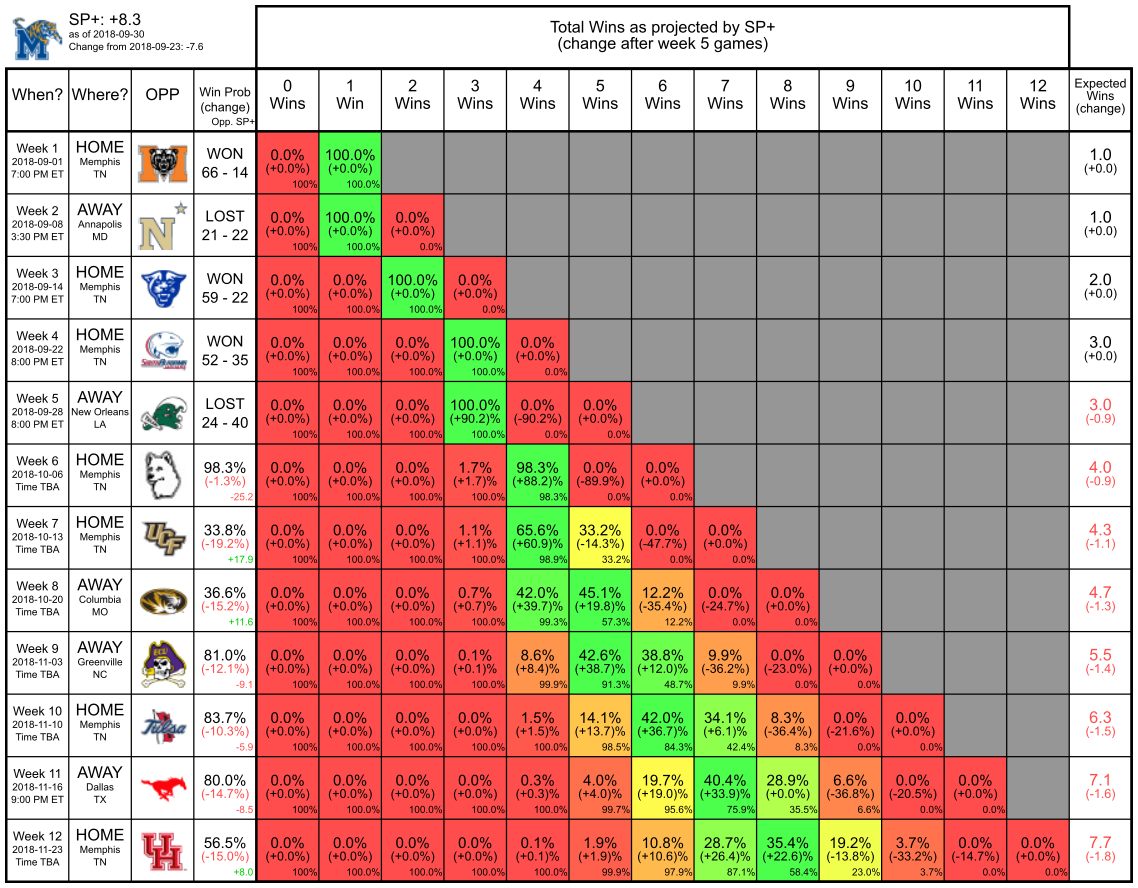 SP+: +8.3
as of 2018-09-30
Change from 2018-09-23: -7.6
Total Wins as projected by SP+
(change after week 5 games)
When? Where? OPP Win Prob (change) Opp. SP+ 0 Wins 1 Win 2 Wins 3 Wins 4 Wins 5 Wins 6 Wins 7 Wins 8 Wins 9 Wins 10 Wins 11 Wins 12 Wins Expected Wins (change)
Week 1 HOME
2018-09-01 Memphis WON 0.0% 100.0% 1.0
7:00 PM ET TN 66 - 14 (+0.0%) (+0.0%) (+0.0)
100% 100.0%
Week 2 AWAY
2018-09-08 Annapolis LOST 0.0% 100.0% 0.0% 1.0
3:30 PM ET MD 21 - 22 (+0.0%) (+0.0%) (+0.0%) (+0.0)
100% 100.0% 0.0%
Week 3 HOME
2018-09-14 Memphis WON 0.0% 0.0% 100.0% 0.0% 2.0
7:00 PM ET TN 59 - 22 (+0.0%) (+0.0%) (+0.0%) (+0.0%) (+0.0)
100% 100.0% 100.0% 0.0%
Week 4 HOME
2018-09-22 Memphis WON 0.0% 0.0% 0.0% 100.0% 0.0% 3.0
8:00 PM ET TN 52 - 35 (+0.0%) (+0.0%) (+0.0%) (+0.0%) (+0.0%) (+0.0)
100% 100.0% 100.0% 100.0% 0.0%
Week 5 AWAY
2018-09-28 New Orleans LOST 0.0% 0.0% 0.0% 100.0% 0.0% 0.0% 3.0
8:00 PM ET LA 24 - 40 (+0.0%) (+0.0%) (+0.0%) (+90.2)% (-90.2%) (+0.0%) (-0.9)
100% 100.0% 100.0% 100.0% 0.0% 0.0%
Week 6 HOME
2018-10-06 Memphis 98.3% 0.0% 0.0% 0.0% 1.7% 98.3% 0.0% 0.0% 4.0
Time TBA TN (-1.3%) (+0.0%) (+0.0%) (+0.0%) (+1.7)% (+88.2)% (-89.9%) (+0.0%) (-0.9)
-25.2 100% 100.0% 100.0% 100.0% 98.3% 0.0% 0.0%
Week 7 HOME UCF
2018-10-13 Memphis 33.8% 0.0% 0.0% 0.0% 1.1% 65.6% 33.2% 0.0% 0.0% 4.3
Time TBA TN (-19.2%) (+0.0%) (+0.0%) (+0.0%) (+1.1)% (+60.9)% (-14.3%) (-47.7%) (+0.0%) (-1.1)
+17.9 100% 100.0% 100.0% 100.0% 98.9% 33.2% 0.0% 0.0%
Week 8 AWAY
2018-10-20 Columbia 36.6% 0.0% 0.0% 0.0% 0.7% 42.0% 45.1% 12.2% 0.0% 0.0% 4.7
Time TBA MO (-15.2%) (+0.0%) (+0.0%) (+0.0%) (+0.7)% (+39.7)% (+19.8)% (-35.4%) (-24.7%) (+0.0%) (-1.3)
+11.6 100% 100.0% 100.0% 100.0% 99.3% 57.3% 12.2% 0.0% 0.0%
Week 9 AWAY ECU
2018-11-03 Greenville 81.0% 0.0% 0.0% 0.0% 0.1% 8.6% 42.6% 38.8% 9.9% 0.0% 0.0% 5.5
Time TBA NC (-12.1%) (+0.0%) (+0.0%) (+0.0%) (+0.1)% (+8.4)% (+38.7)% (+12.0)% (-36.2%) (-23.0%) (+0.0%) (-1.4)
-9.1 100% 100.0% 100.0% 100.0% 99.9% 91.3% 48.7% 9.9% 0.0% 0.0%
Week 10 HOME Tulsa
2018-11-10 Memphis 83.7% 0.0% 0.0% 0.0% 0.0% 1.5% 14.1% 42.0% 34.1% 8.3% 0.0% 0.0% 6.3
Time TBA TN (-10.3%) (+0.0%) (+0.0%) (+0.0%) (+0.0%) (+1.5)% (+13.7)% (+36.7)% (+6.1)% (-36.4%) (-21.6%) (+0.0%) (-1.5)
-5.9 100% 100.0% 100.0% 100.0% 100.0% 98.5% 84.3% 42.4% 8.3% 0.0% 0.0%
Week 11 AWAY
2018-11-16 Dallas 80.0% 0.0% 0.0% 0.0% 0.0% 0.3% 4.0% 19.7% 40.4% 28.9% 6.6% 0.0% 0.0% 7.1
9:00 PM ET TX (-14.7%) (+0.0%) (+0.0%) (+0.0%) (+0.0%) (+0.3)% (+4.0)% (+19.0)% (+33.9)% (+0.0)% (-36.8%) (-20.5%) (+0.0%) (-1.6)
-8.5 100% 100.0% 100.0% 100.0% 100.0% 99.7% 95.6% 75.9% 35.5% 6.6% 0.0% 0.0%
Week 12 HOME UH
2018-11-23 Memphis 56.5% 0.0% 0.0% 0.0% 0.0% 0.1% 1.9% 10.8% 28.7% 35.4% 19.2% 3.7% 0.0% 0.0% 7.7
Time TBA TN (-15.0%) (+0.0%) (+0.0%) (+0.0%) (+0.0%) (+0.1)% (+1.9)% (+10.6)% (+26.4)% (+22.6)% (-13.8%) (-33.2%) (-14.7%) (+0.0%) (-1.8)
+8.0 100% 100.0% 100.0% 100.0% 100.0% 99.9% 97.9% 87.1% 58.4% 23.0% 3.7% 0.0% 0.0%